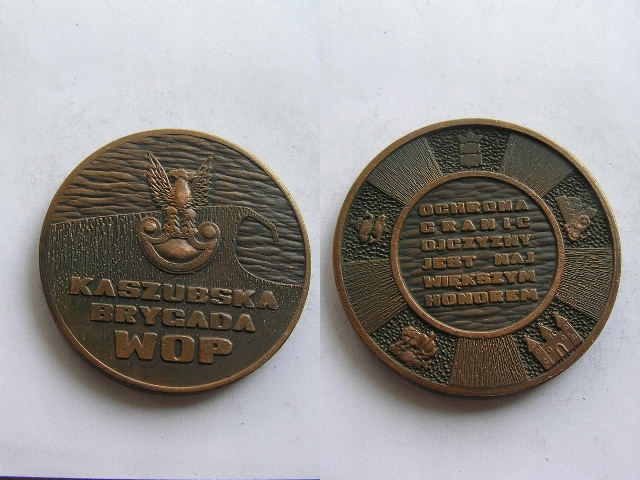 KASZUBSKA
BRYGADA
WOP
OCHRONA
GRANIC
OJCZYZNY
JEST NAJ
WIĘKSZYM
HONOREM